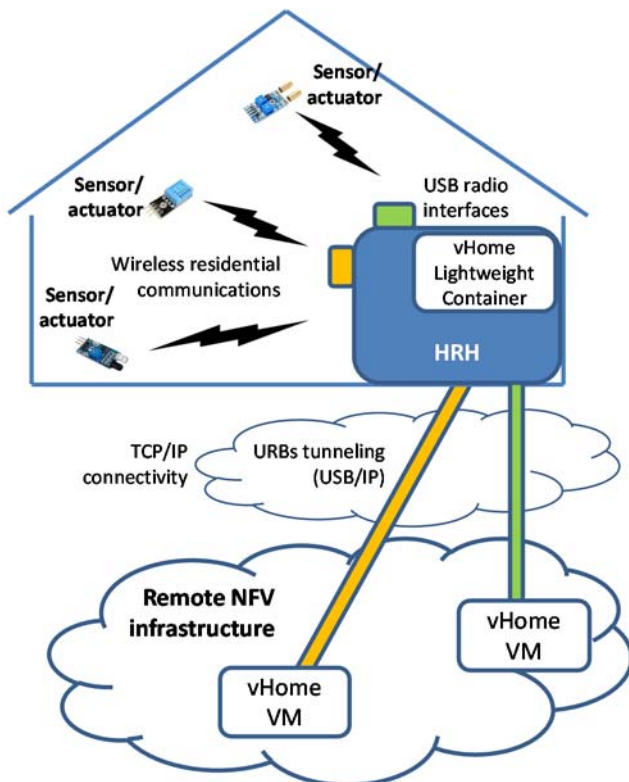 Sensor/
actuator
Sensor/
actuator
USB radio
interfaces
vHome
Lightweight
Container
Wireless residential
communications
Sensor/
actuator
HRH
TCP/IP
connectivity
URBs tunneling
(USB/IP)
Remote NFV
infrastructure
vHome
VM
vHome
VM